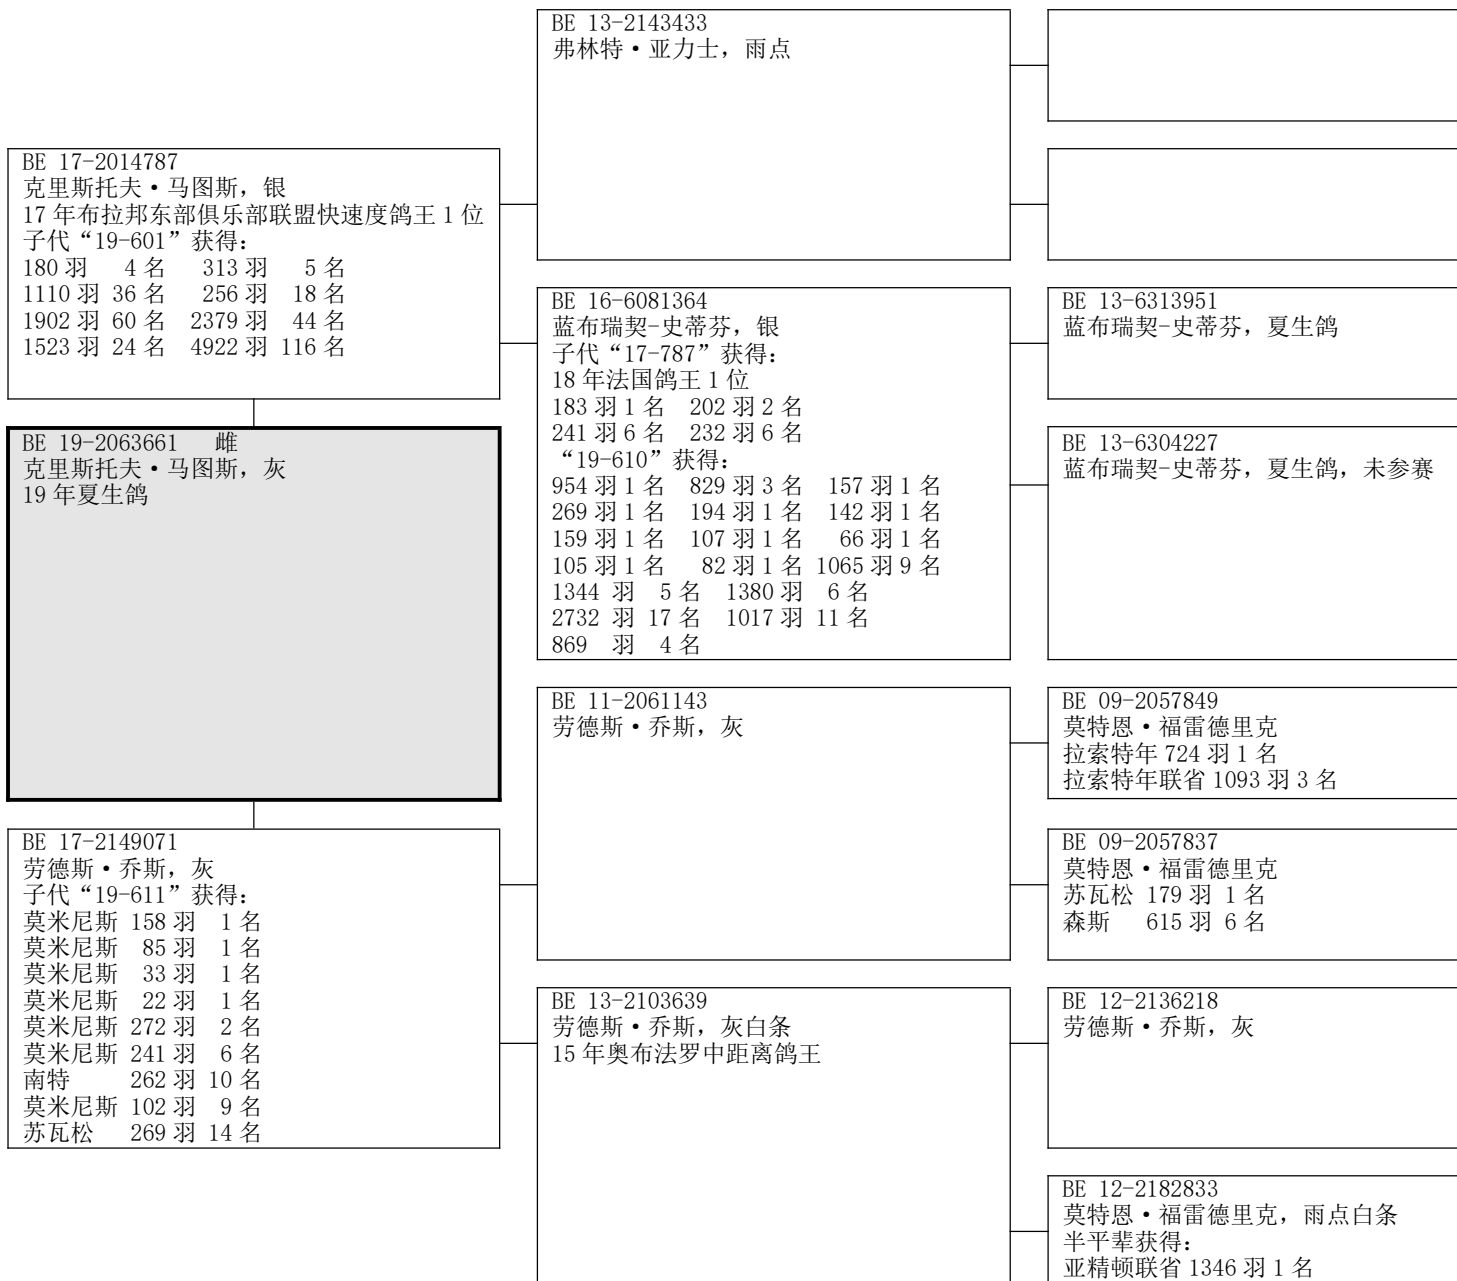 BE 13-2143433
弗林特·亚力士，雨点
BE 17-2014787
克里斯托夫·马图斯，银
17 年布拉邦东部俱乐部联盟快速度鸽王 1 位
子代“19-601”获得：
180 羽 4 名 313 羽 5 名
1110 羽 36 名 256 羽 18 名
1902 羽 60 名 2379 羽 44 名
1523 羽 24 名 4922 羽 116 名
BE 16-6081364
蓝布瑞契-史蒂芬，银
子代“17-787”获得：
18 年法国鸽王 1 位
183 羽 1 名 202 羽 2 名
241 羽 6 名 232 羽 6 名
“19-610”获得：
954 羽 1 名 829 羽 3 名 157 羽 1 名
269 羽 1 名 194 羽 1 名 142 羽 1 名
159 羽 1 名 107 羽 1 名 66 羽 1 名
105 羽 1 名 82 羽 1 名 1065 羽 9 名
1344 羽 5 名 1380 羽 6 名
2732 羽 17 名 1017 羽 11 名
869 羽 4 名
BE 13-6313951
蓝布瑞契-史蒂芬，夏生鸽
BE 13-6304227
蓝布瑞契-史蒂芬，夏生鸽，未参赛
BE 19-2063661 雌
克里斯托夫·马图斯，灰
19 年夏生鸽
BE 11-2061143
劳德斯·乔斯，灰
BE 09-2057849
莫特恩·福雷德里克
拉索特年 724 羽 1 名
拉索特年联省 1093 羽 3 名
BE 17-2149071
劳德斯·乔斯，灰
子代“19-611”获得：
莫米尼斯 158 羽 1 名
莫米尼斯 85 羽 1 名
莫米尼斯 33 羽 1 名
莫米尼斯 22 羽 1 名
莫米尼斯 272 羽 2 名
莫米尼斯 241 羽 6 名
南特 262 羽 10 名
莫米尼斯 102 羽 9 名
苏瓦松 269 羽 14 名
BE 09-2057837
莫特恩·福雷德里克
苏瓦松 179 羽 1 名
森斯 615 羽 6 名
BE 13-2103639
劳德斯·乔斯，灰白条
15 年奥布法罗中距离鸽王
BE 12-2136218
劳德斯·乔斯，灰
BE 12-2182833
莫特恩·福雷德里克，雨点白条
半平辈获得：
亚精顿联省 1346 羽 1 名